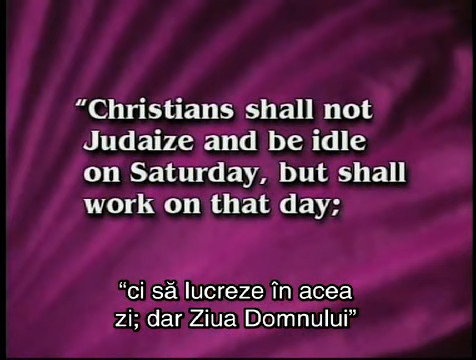 “Christians shall not
Judaize and be idle
on Saturday, but shall
work on that day;
“ci să lucreze în acea
zi; dar Ziua Domnului”